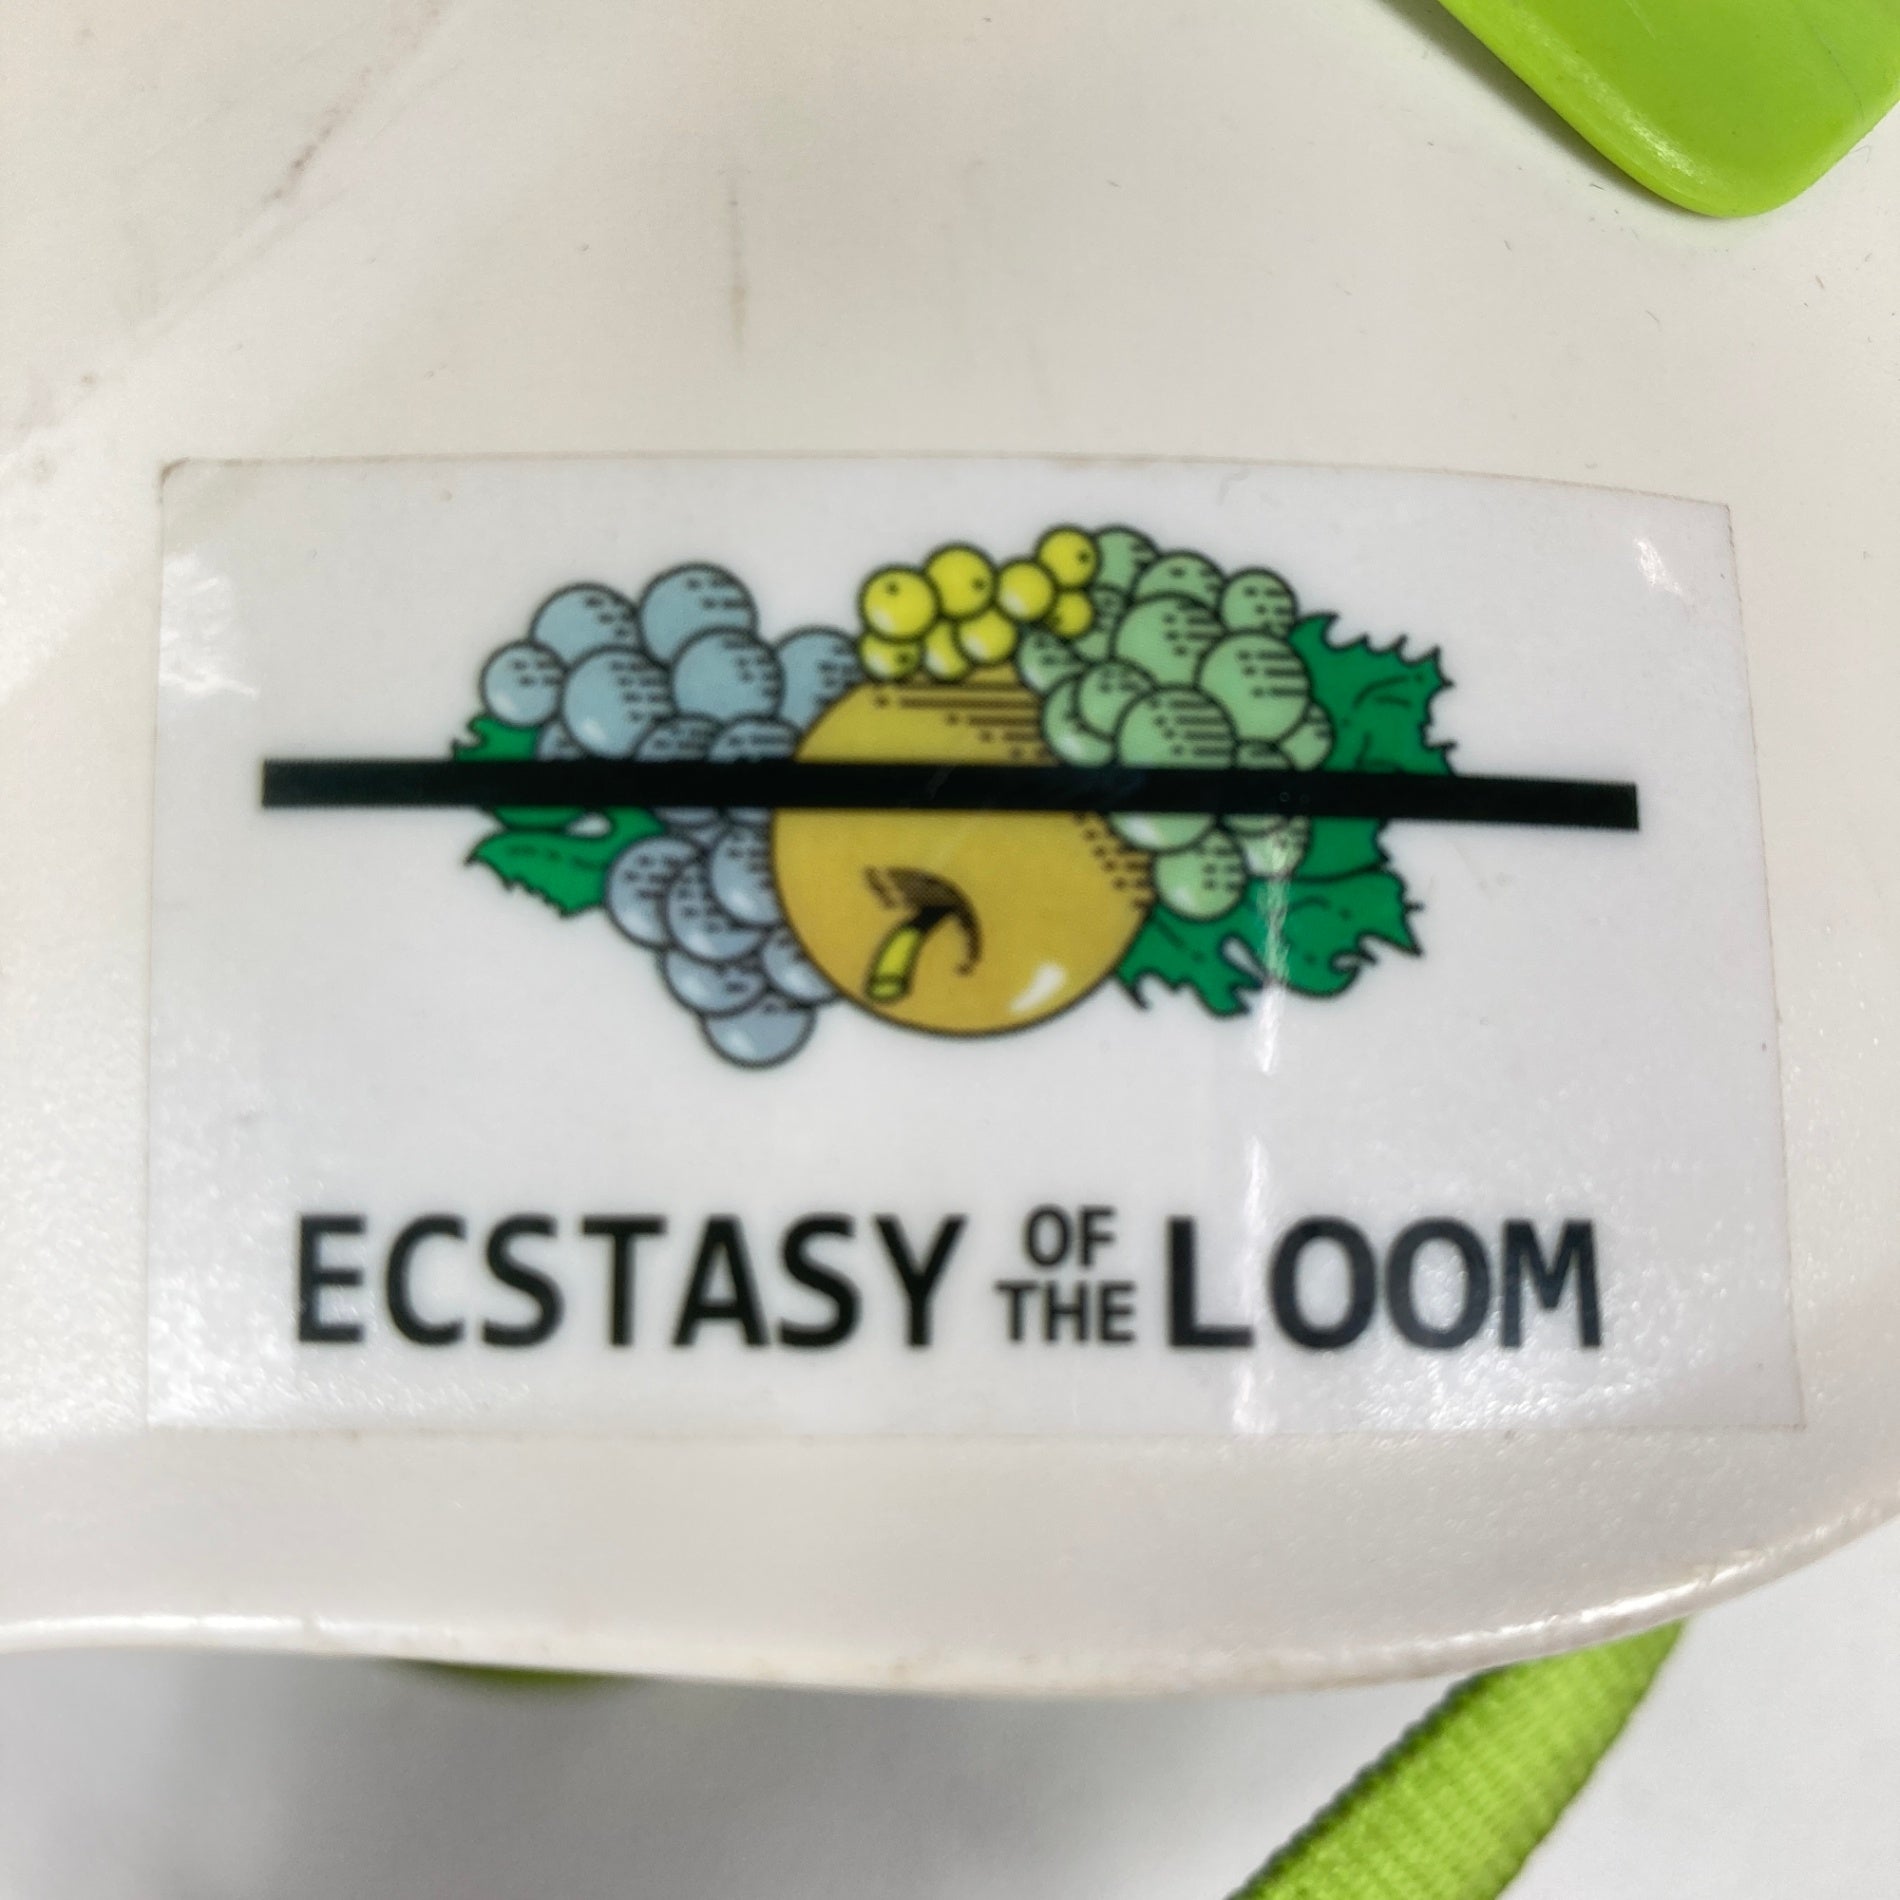 ECSTASY OF THE LOOM